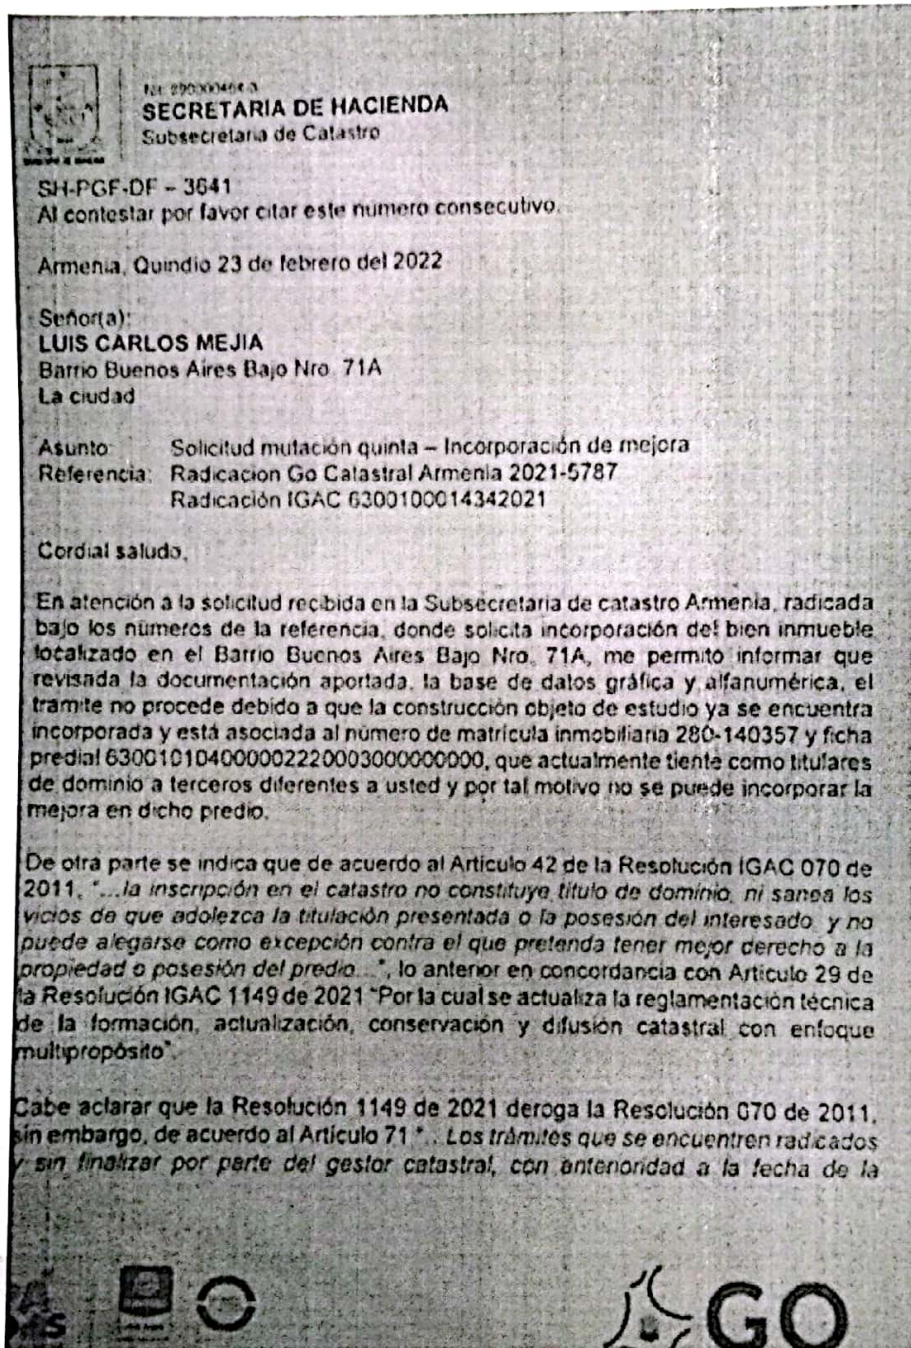 SECRETARIA DE HACIENDA
Subsecretaria de Catastro
SH-PGF-DF – 3641
Al contestar por favor citar este numero consecutivo.
Armenia, Quindio 23 de febrero del 2022
Señor(a):
LUIS CARLOS MEJIA
Barrio Buenos Aires Bajo Nro. 71A
La ciudad
Asunto: Solicitud mutación quinta – Incorporación de mejora
Referencia: Radicacion Go Catastral Armenia 2021-5787
Radicación IGAC 6300100014342021
Cordial saludo,
En atención a la solicitud recibida en la Subsecretaria de catastro Armenia, radicada
bajo los números de la referencia, donde solicita incorporación del bien inmueble
localizado en el Barrio Buenos Aires Bajo Nro. 71A, me permito informar que
revisada la documentación aportada, la base de datos gráfica y alfanumérica, el
tramite no procede debido a que la construcción objeto de estudio ya se encuentra
incorporada y está asociada al número de matrícula inmobiliaria 280-140357 y ficha
predial 630010104000002220003000000000, que actualmente tiente como titulares
de dominio a terceros diferentes a usted y por tal motivo no se puede incorporar la
mejora en dicho predio.
De otra parte se indica que de acuerdo al Artículo 42 de la Resolución IGAC 070 de
2011, "...la inscripción en el catastro no constituye título de dominio, ni sanea los
vicios de que adolezca la titulación presentada o la posesión del interesado y no
puede alegarse como excepción contra el que pretenda tener mejor derecho a la
propiedad o posesión del predio...", lo anterior en concordancia con Artículo 29 de
la Resolución IGAC 1149 de 2021 "Por la cual se actualiza la reglamentación técnica
de la formación, actualización, conservación y difusión catastral con enfoque
multipropósito".
Cabe aclarar que la Resolución 1149 de 2021 deroga la Resolución 070 de 2011,
sin embargo, de acuerdo al Artículo 71 "...Los trámites que se encuentren radicados
y sin finalizar por parte del gestor catastral, con anterioridad a la fecha de la
GO